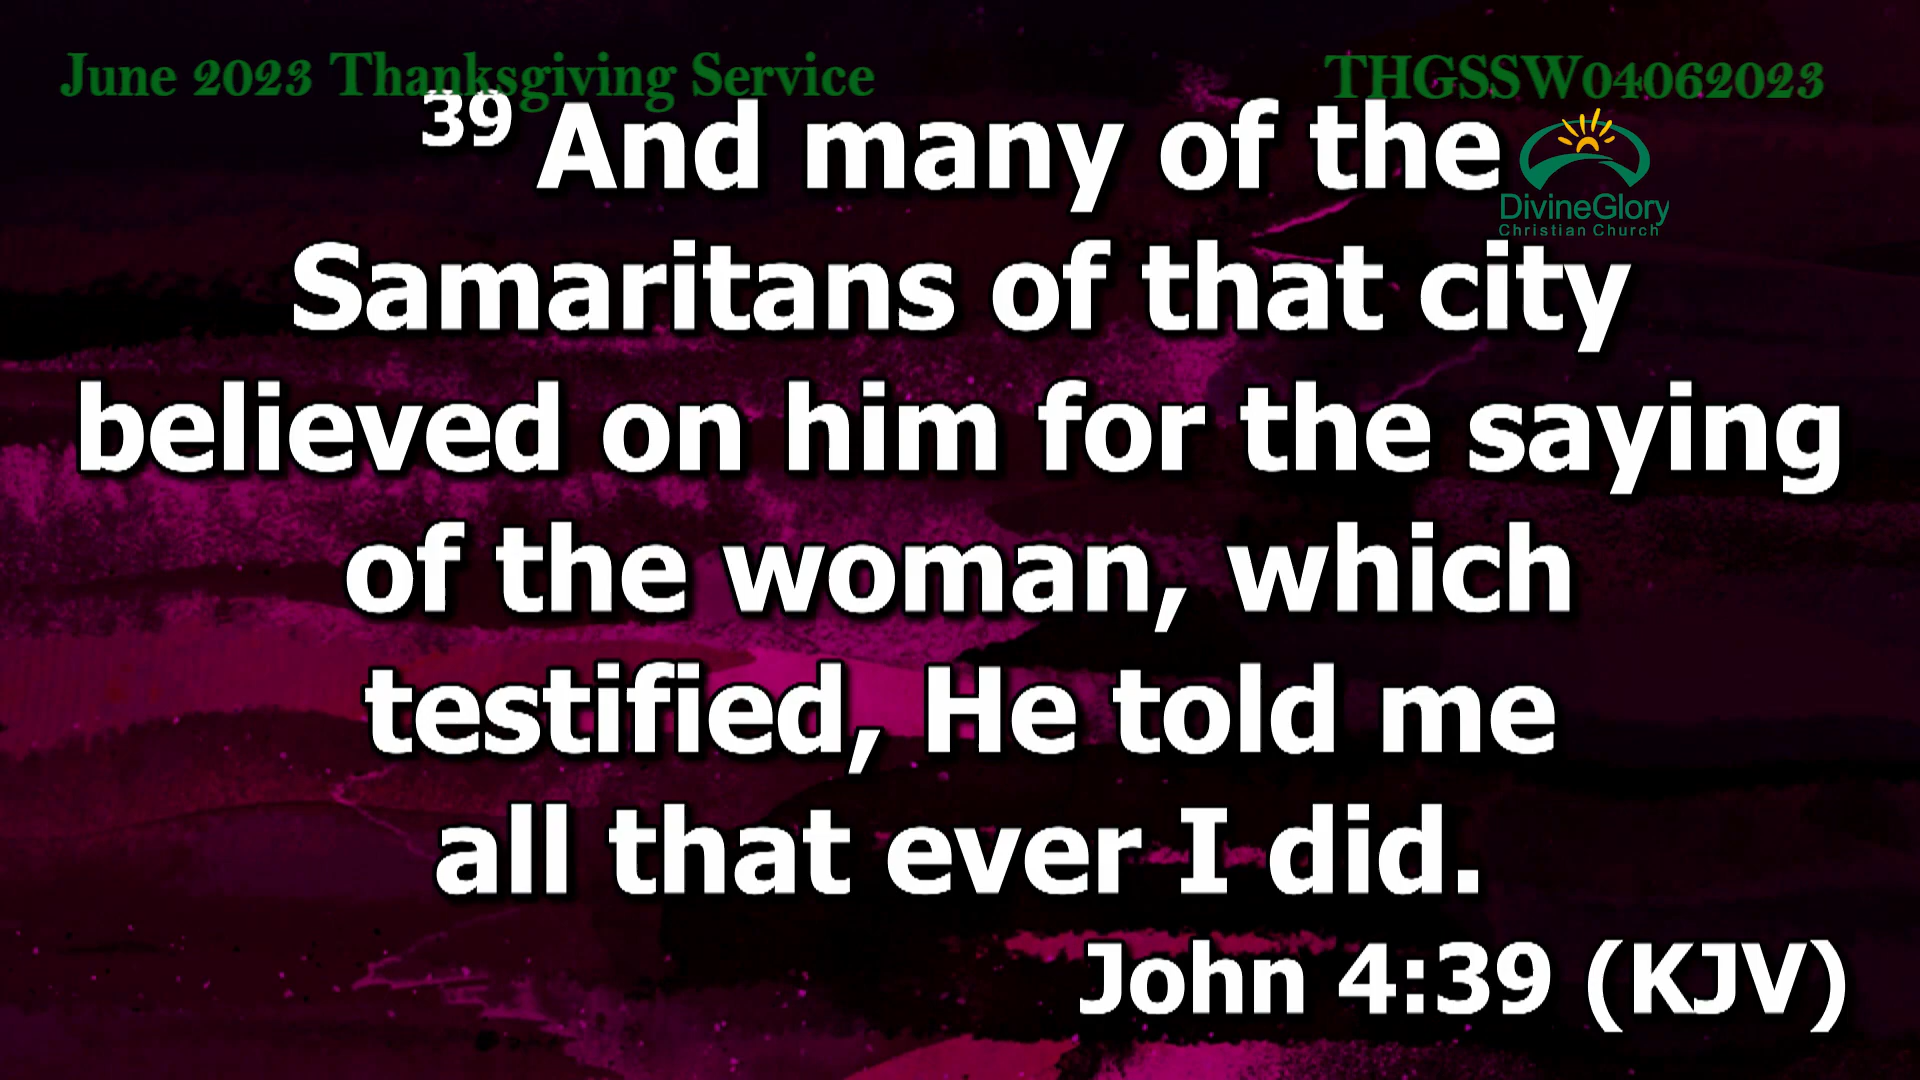 June 2023 Thanksgiving Service THGSSW04062023
39 And many of the
DivineGlory
Christian Church
Samaritans of that city
believed on him for the saying
of the woman, which
testified, He told me
all that ever I did.
John 4:39 (KJV)